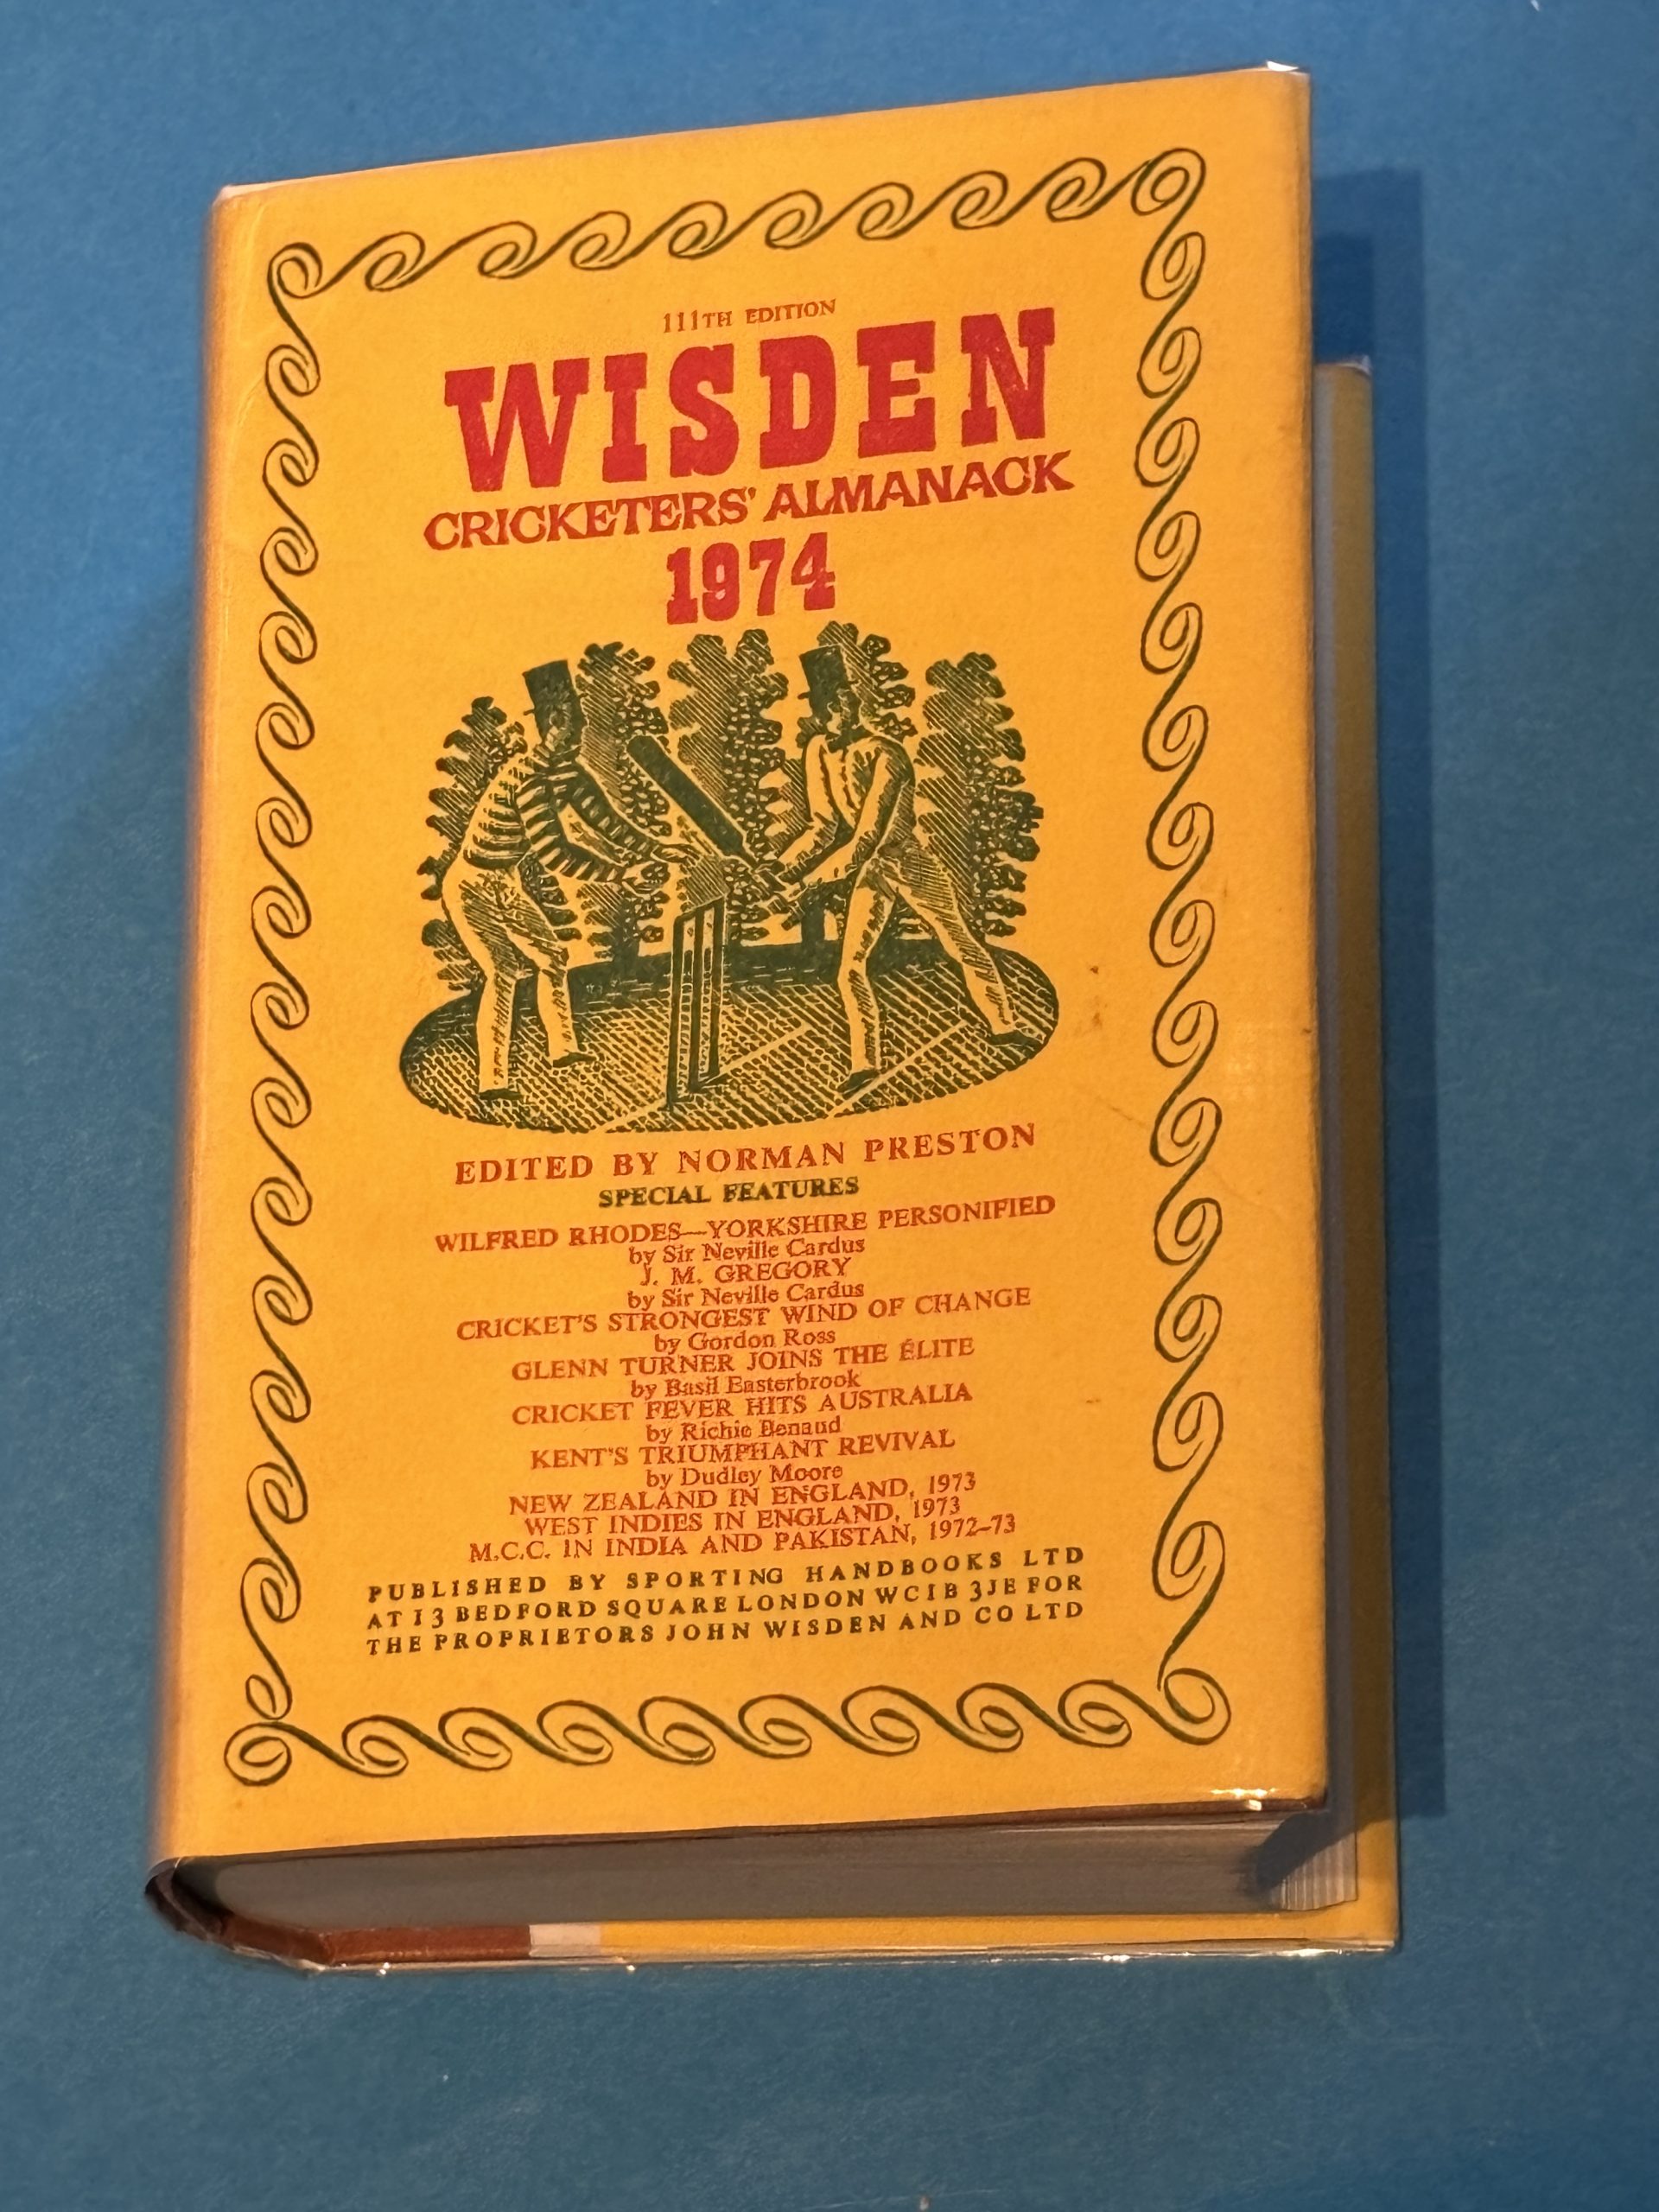 111TH EDITION
WISDEN
CRICKETERS' ALMANACK
1974
EDITED BY NORMAN PRESTON
SPECIAL FEATURES
WILFRED RHODES—YORKSHIRE PERSONIFIED
by Sir Neville Cardus
J. M. GREGORY
by Sir Neville Cardus
CRICKET'S STRONGEST WIND OF CHANGE
by Gordon Ross
GLENN TURNER JOINS THE ÉLITE
by Basil Easterbrook
CRICKET FEVER HITS AUSTRALIA
by Richie Benaud
KENT'S TRIUMPHANT REVIVAL
by Dudley Moore
NEW ZEALAND IN ENGLAND, 1973
WEST INDIES IN ENGLAND, 1973
M.C.C. IN INDIA AND PAKISTAN, 1972–73
PUBLISHED BY SPORTING HANDBOOKS LTD
AT 13 BEDFORD SQUARE LONDON WC1B 3JE FOR
THE PROPRIETORS JOHN WISDEN AND CO LTD